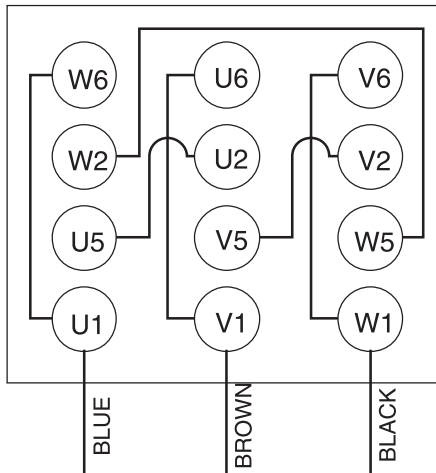 W6 U6 V6
W2 U2 V2
U5 V5 W5
U1 V1 W1
BLUE BROWN BLACK